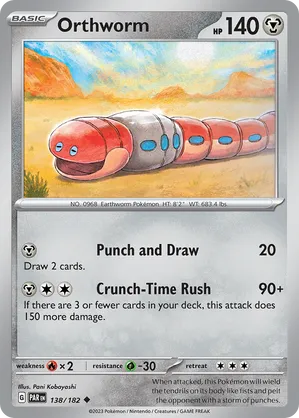 BASIC
Orthworm HP 140
NO. 0968 Earthworm Pokémon HT: 8'2" WT: 683.4 lbs.
Punch and Draw 20
Draw 2 cards.
Crunch-Time Rush 90+
If there are 3 or fewer cards in your deck, this attack does
150 more damage.
weakness ×2 resistance -30 retreat
Illus. Pani Kobayashi
G PAR EN 138/182
When attacked, this Pokémon will wield
the tendrils on its body like fists and pelt
the opponent with a storm of punches.
©2023 Pokémon / Nintendo / Creatures / GAME FREAK